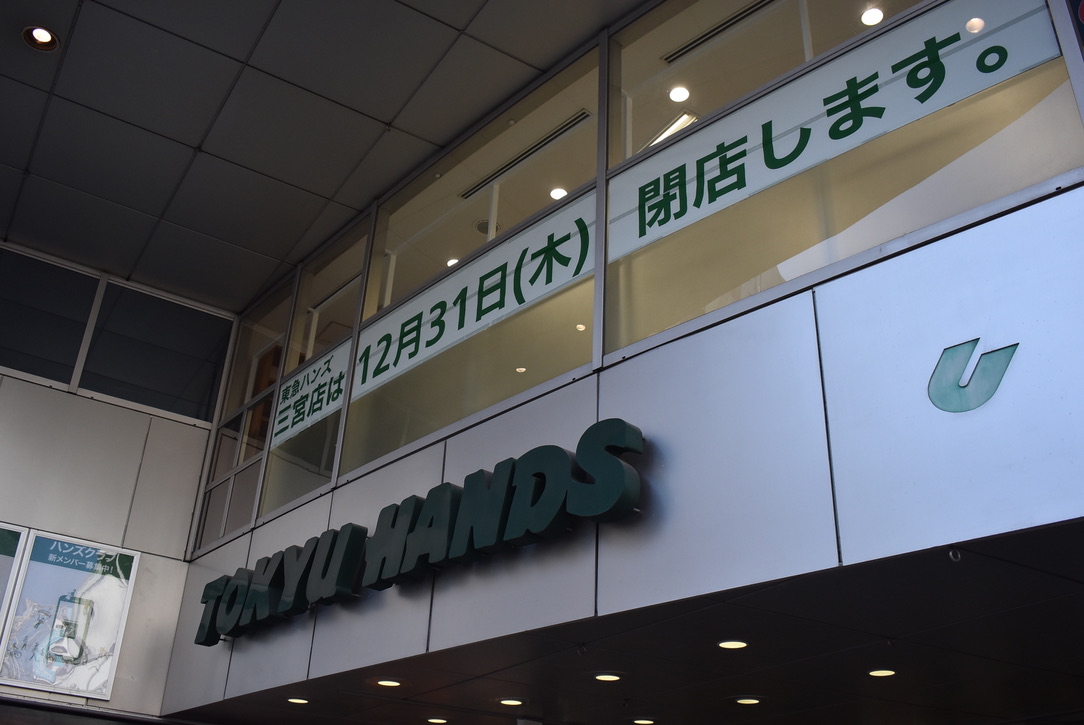 東急ハンズ
三宮店は
12月31日(木)
閉店します。
TOKYU HANDS
U
ハンズクラブ
新メンバー募集中!